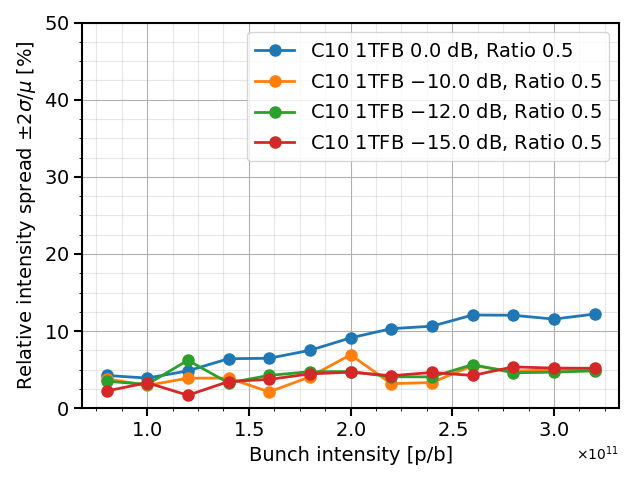 C10 1TFB 0.0 dB, Ratio 0.5
C10 1TFB −10.0 dB, Ratio 0.5
C10 1TFB −12.0 dB, Ratio 0.5
C10 1TFB −15.0 dB, Ratio 0.5
Relative intensity spread ±2σ/μ [%]
50
40
30
20
10
0
1.0 1.5 2.0 2.5 3.0
Bunch intensity [p/b]
×10¹¹